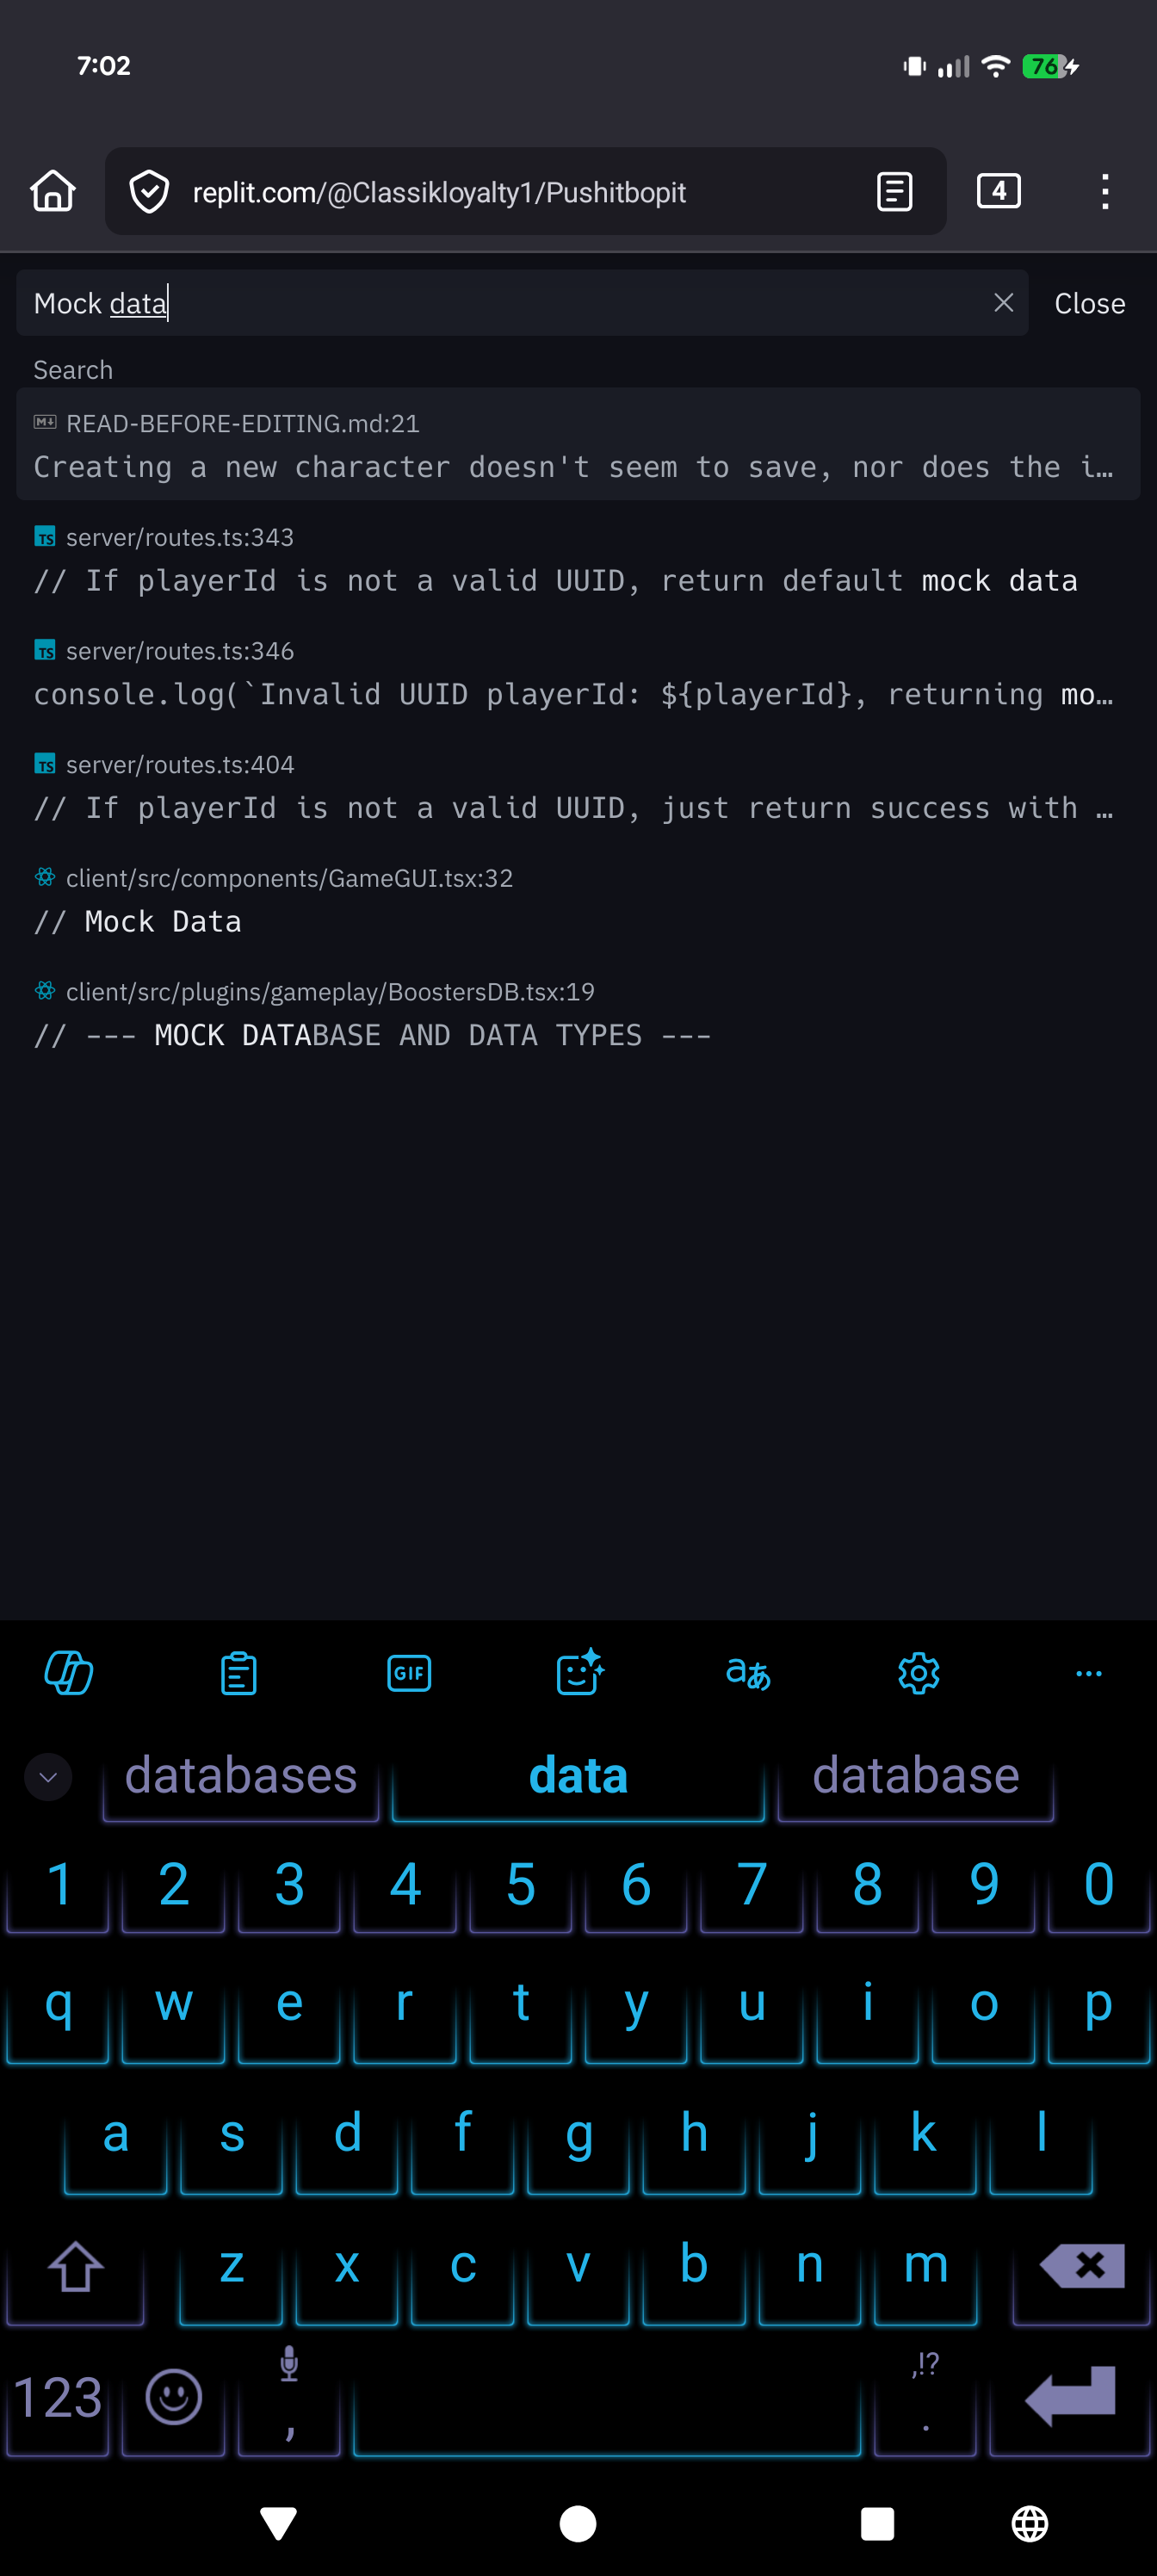 7:02
76
replit.com/@Classikloyalty1/Pushitbopit
4
Mock data
Close
Search
READ-BEFORE-EDITING.md:21
Creating a new character doesn't seem to save, nor does the i…
TS server/routes.ts:343
// If playerId is not a valid UUID, return default mock data
TS server/routes.ts:346
console.log(`Invalid UUID playerId: ${playerId}, returning mo…
TS server/routes.ts:404
// If playerId is not a valid UUID, just return success with …
client/src/components/GameGUI.tsx:32
// Mock Data
client/src/plugins/gameplay/BoostersDB.tsx:19
// --- MOCK DATABASE AND DATA TYPES ---
GIF aあ ...
databases data database
1 2 3 4 5 6 7 8 9 0
q w e r t y u i o p
a s d f g h j k l
z x c v b n m
,!?
123 , .